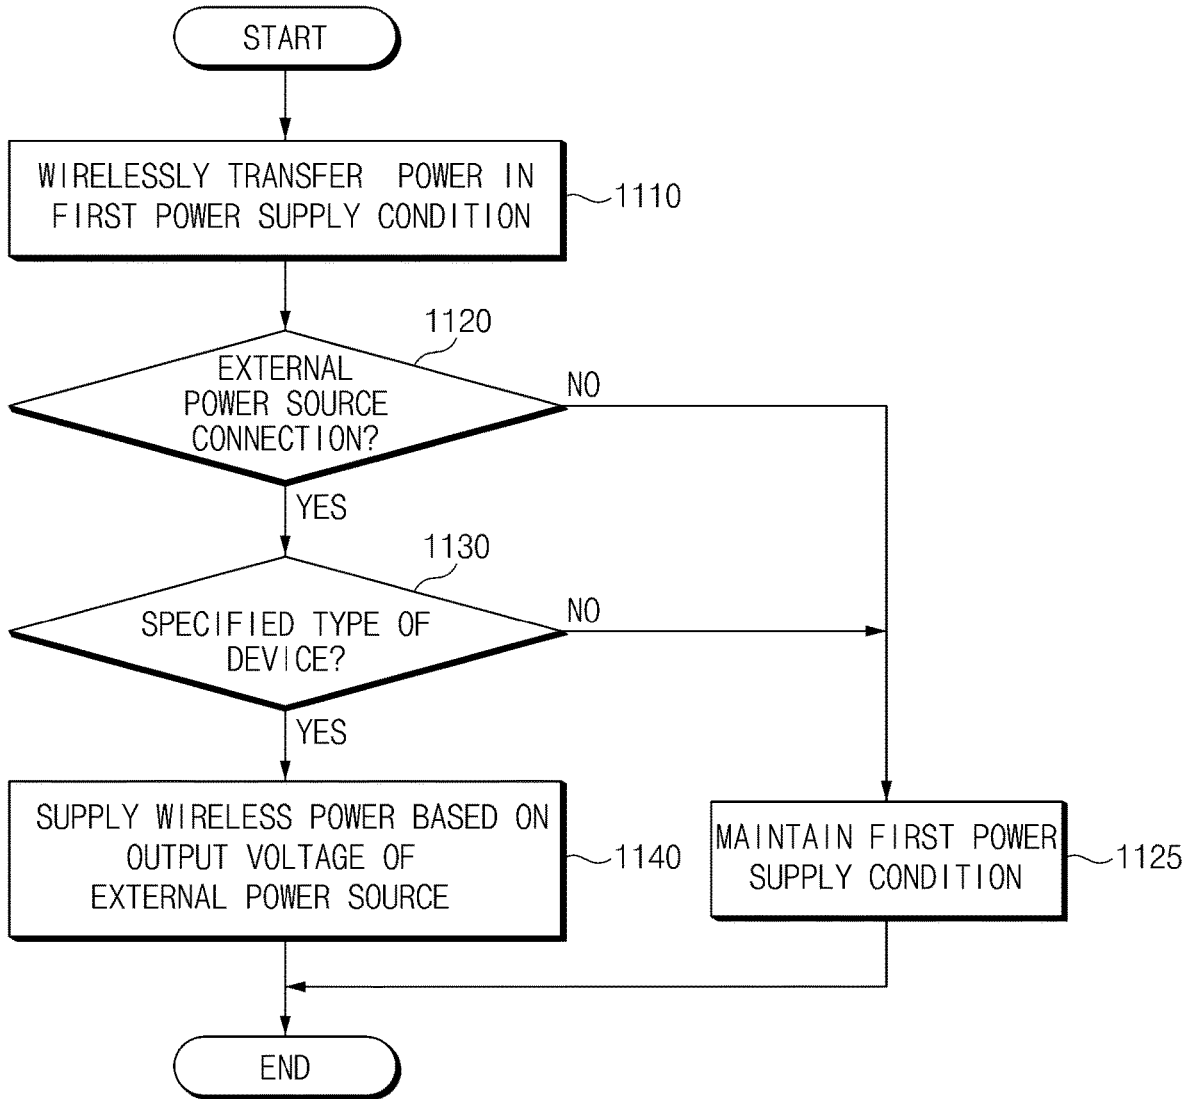 START
WIRELESSLY TRANSFER POWER IN
FIRST POWER SUPPLY CONDITION
1110
1120
EXTERNAL
POWER SOURCE
CONNECTION?
NO
YES
1130
SPECIFIED TYPE OF
DEVICE?
NO
YES
SUPPLY WIRELESS POWER BASED ON
OUTPUT VOLTAGE OF
EXTERNAL POWER SOURCE
1140
MAINTAIN FIRST POWER
SUPPLY CONDITION
1125
END